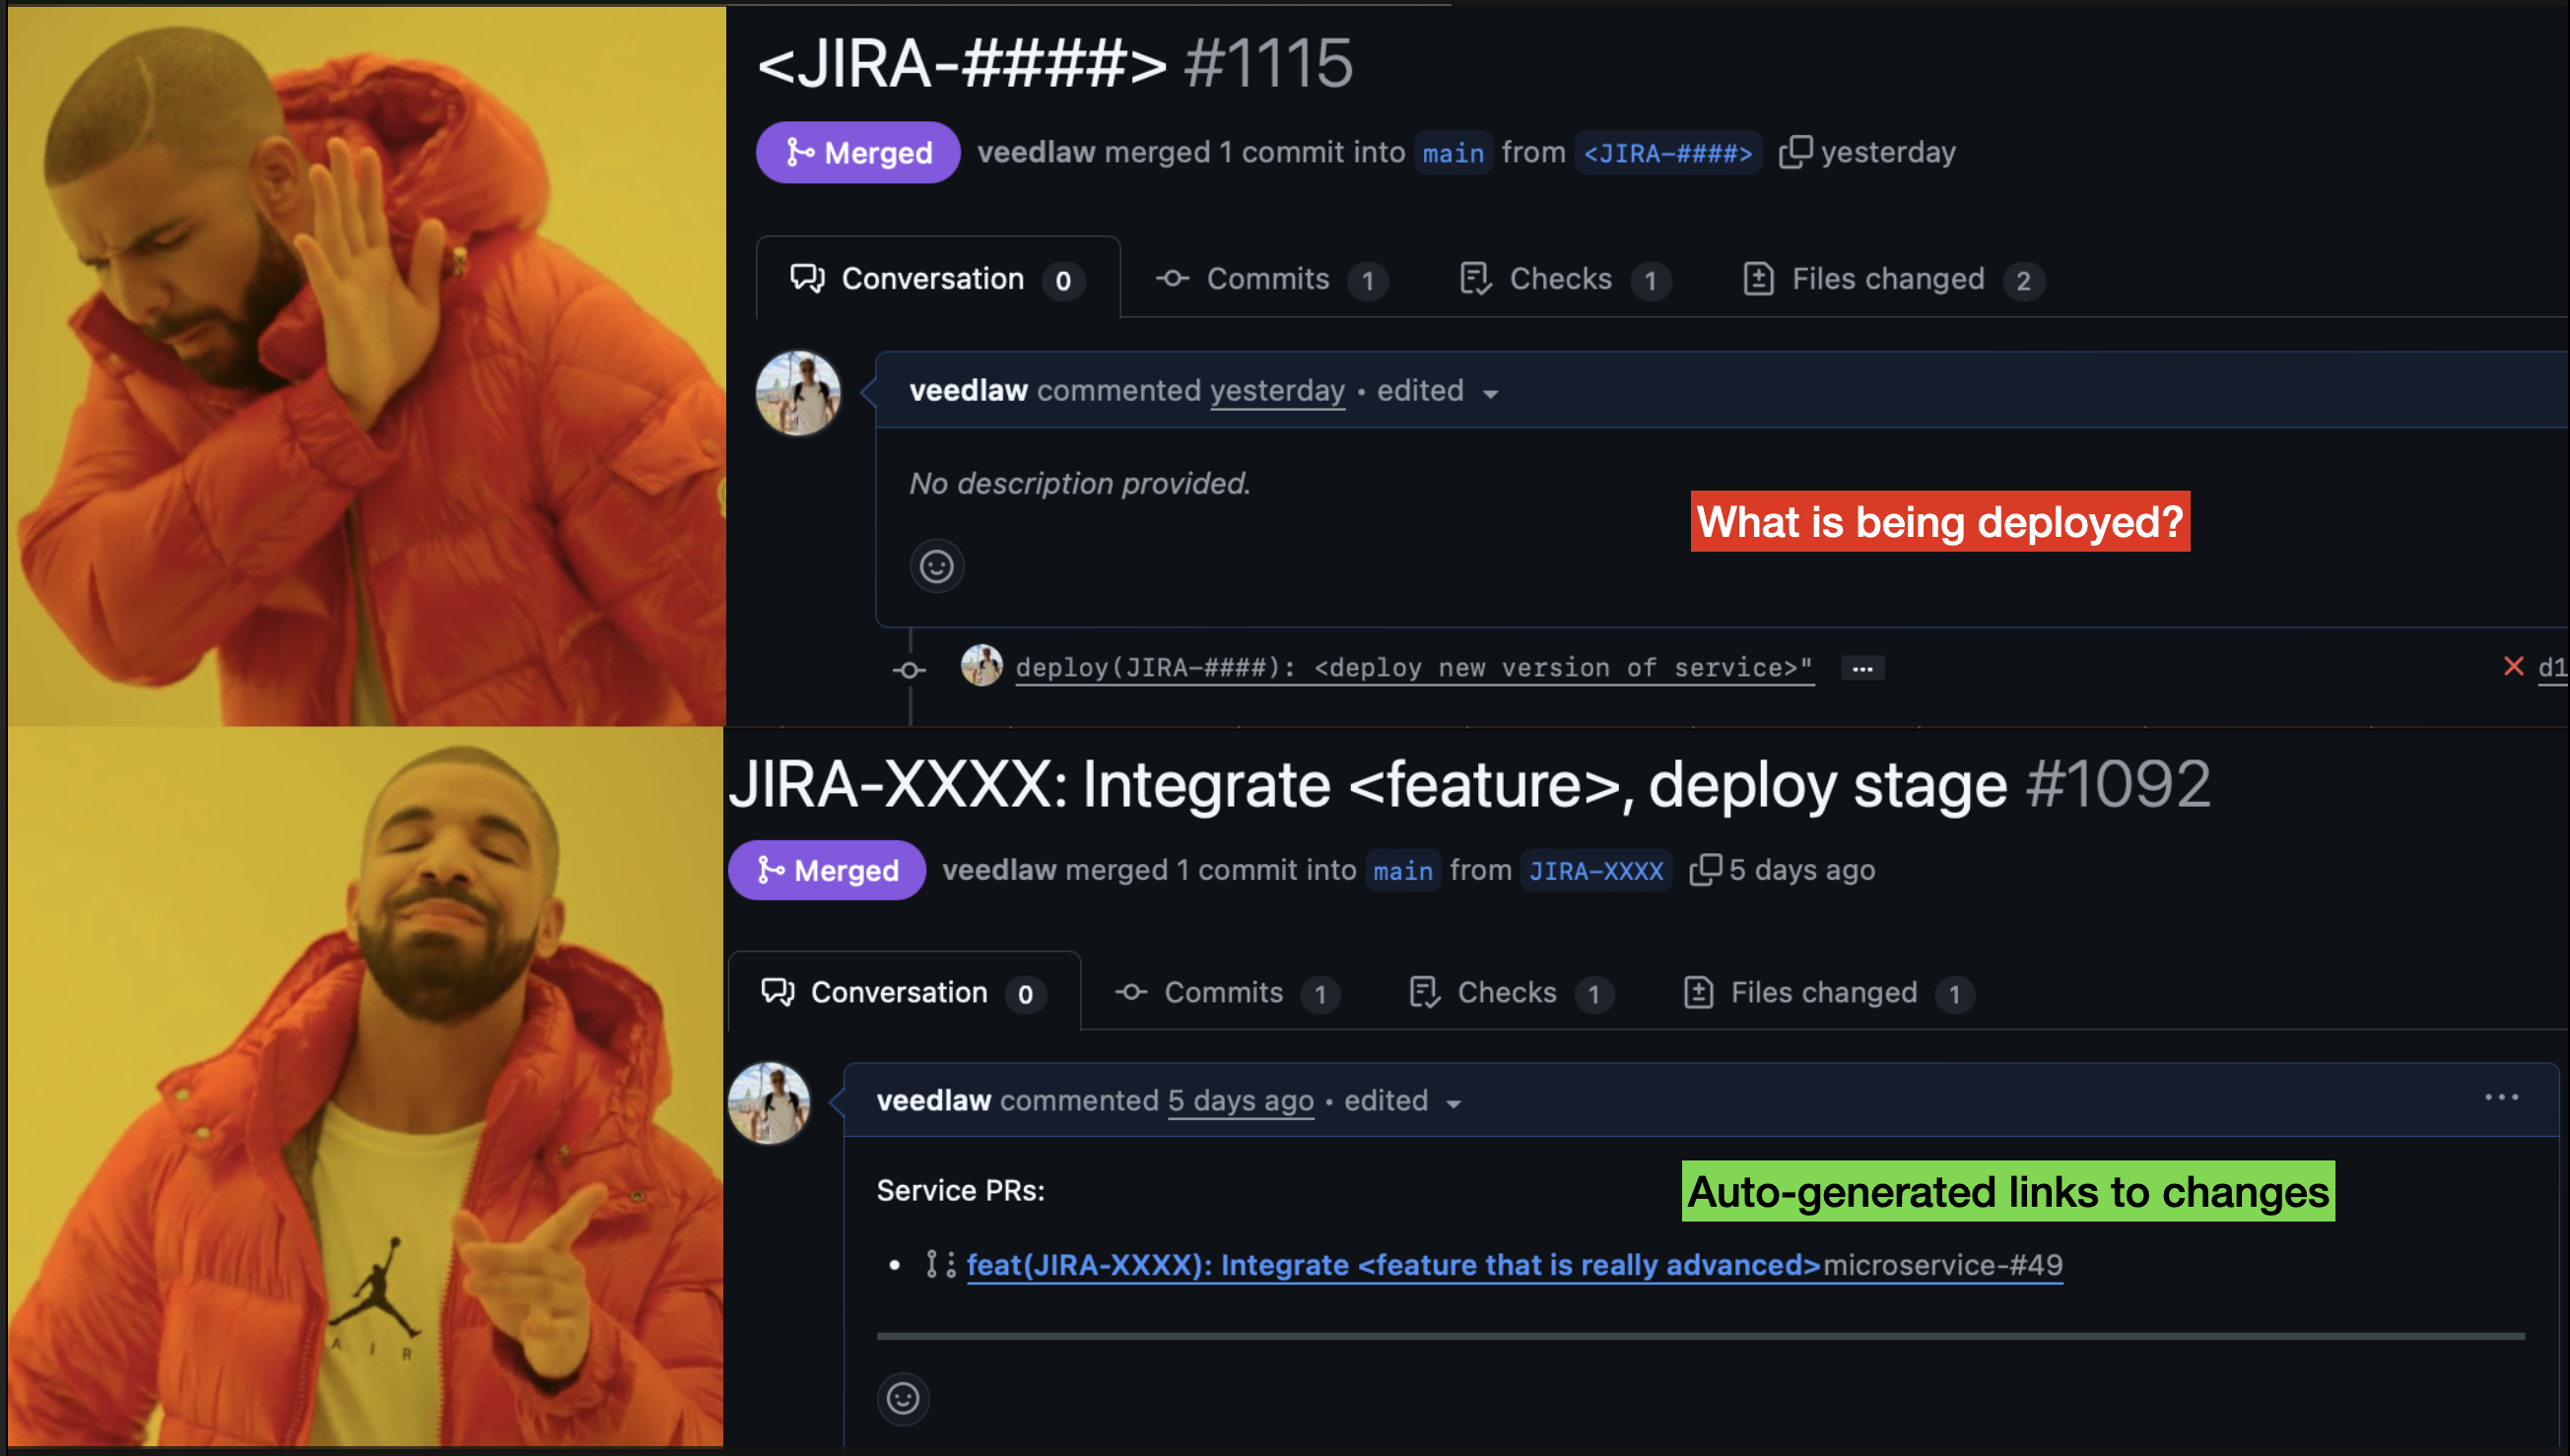 <JIRA-####> #1115
Merged veedlaw merged 1 commit into main from <JIRA-####> yesterday
Conversation 0 Commits 1 Checks 1 Files changed 2
veedlaw commented yesterday • edited
No description provided.
What is being deployed?
deploy(JIRA-####): <deploy new version of service>" ... d1
JIRA-XXXX: Integrate <feature>, deploy stage #1092
Merged veedlaw merged 1 commit into main from JIRA-XXXX 5 days ago
Conversation 0 Commits 1 Checks 1 Files changed 1
veedlaw commented 5 days ago • edited ...
Service PRs:
Auto-generated links to changes
• feat(JIRA-XXXX): Integrate <feature that is really advanced>microservice-#49
A I R